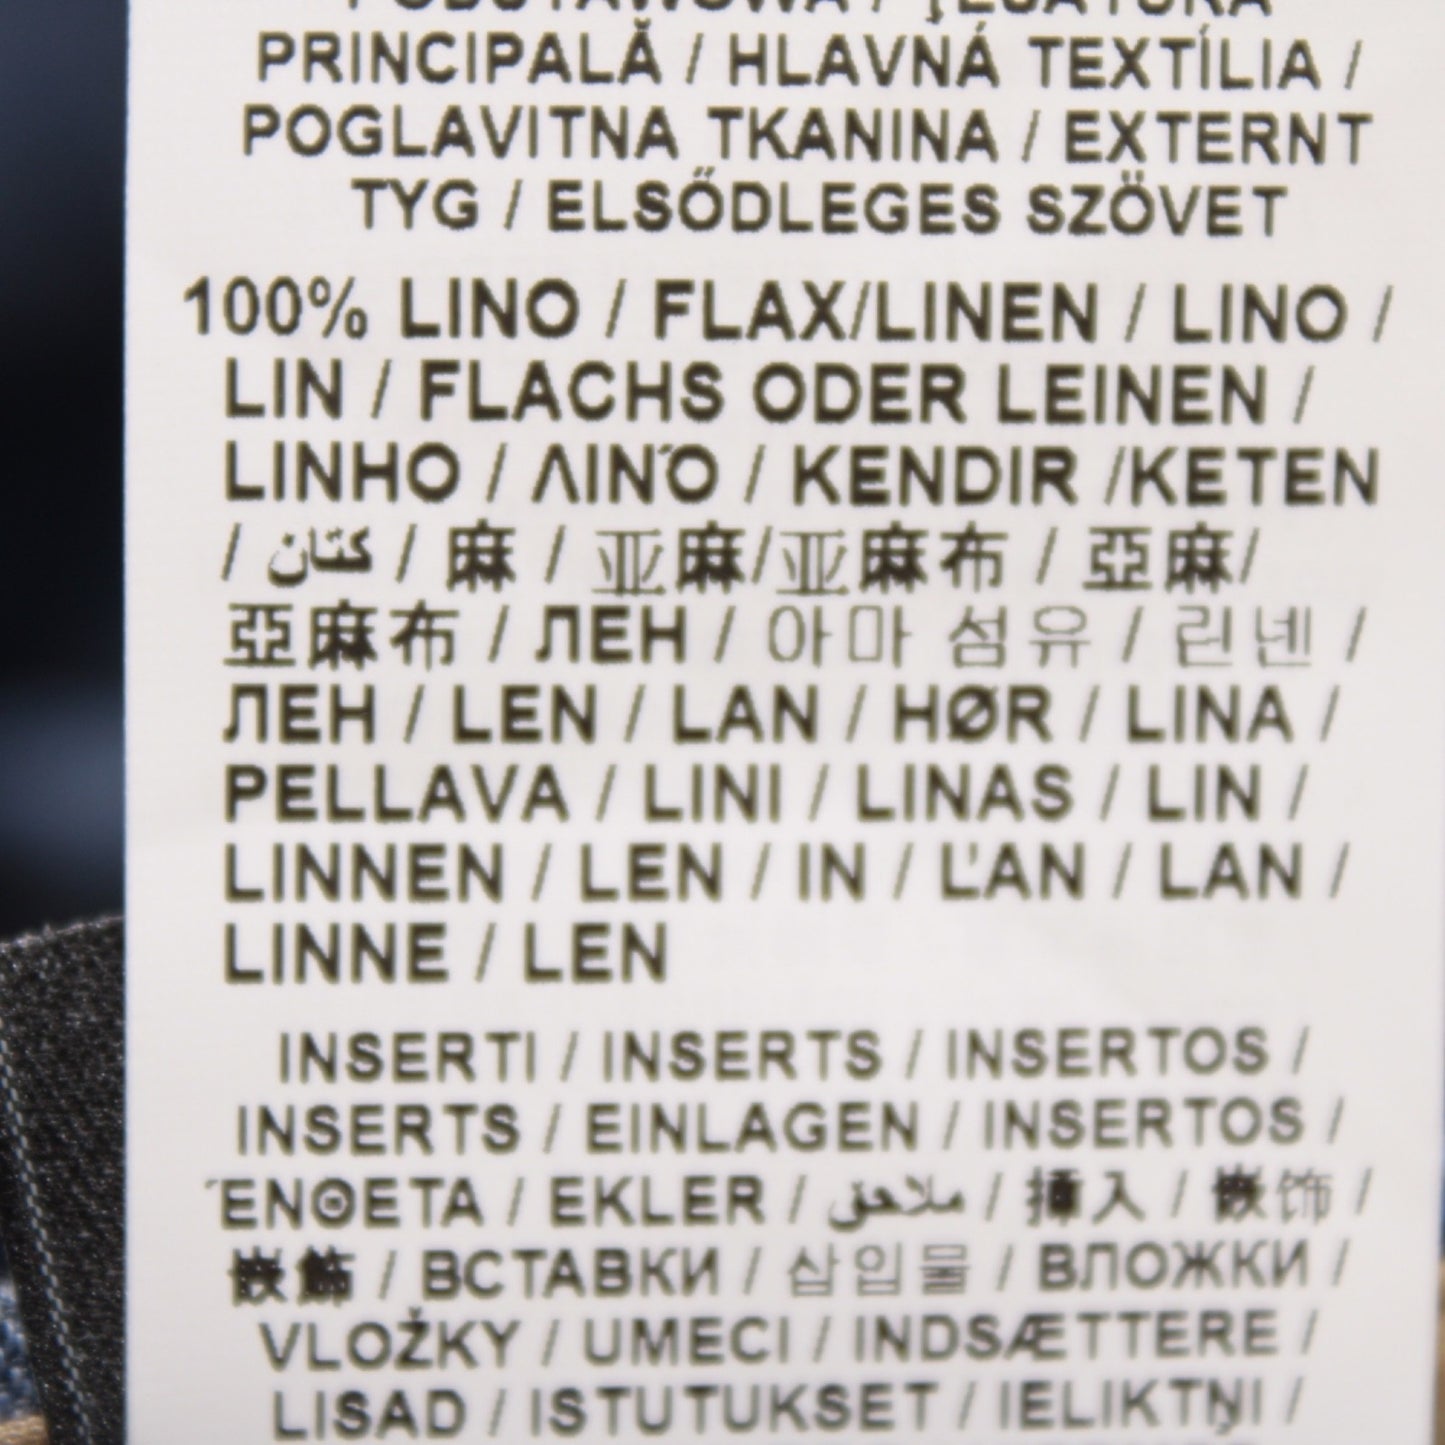 PODSTAWOWA / ŢESĂTURĂ
PRINCIPALĂ / HLAVNÁ TEXTÍLIA /
POGLAVITNA TKANINA / EXTERNT
TYG / ELSŐDLEGES SZÖVET
100% LINO / FLAX/LINEN / LINO /
LIN / FLACHS ODER LEINEN /
LINHO / ΛΙΝΌ / KENDIR /KETEN
/ كتان / 麻 / 亚麻/亚麻布 / 亞麻/
亞麻布 / ЛЕН / 아마 섬유 / 린넨 /
ЛЕН / LEN / LAN / HØR / LINA /
PELLAVA / LINI / LINAS / LIN /
LINNEN / LEN / IN / ĽAN / LAN /
LINNE / LEN
INSERTI / INSERTS / INSERTOS /
INSERTS / EINLAGEN / INSERTOS /
ΈΝΘΕΤΑ / EKLER / ملاحق / 挿入 / 嵌饰 /
嵌飾 / ВСТАВКИ / 삽입물 / ВЛОЖКИ /
VLOŽKY / UMECI / INDSÆTTERE /
LISAD / ISTUTUKSET / IELIKTŅI /